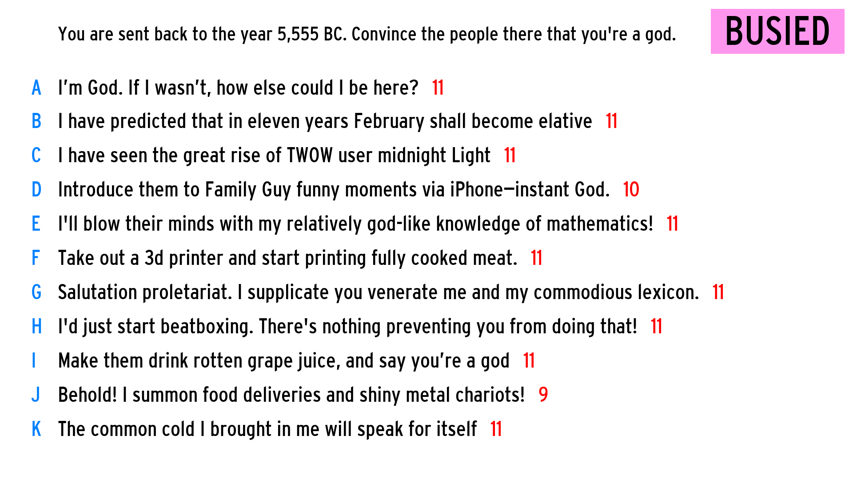 You are sent back to the year 5,555 BC. Convince the people there that you're a god.
BUSIED
A I’m God. If I wasn’t, how else could I be here? 11
B I have predicted that in eleven years February shall become elative 11
C I have seen the great rise of TWOW user midnight Light 11
D Introduce them to Family Guy funny moments via iPhone—instant God. 10
E I'll blow their minds with my relatively god-like knowledge of mathematics! 11
F Take out a 3d printer and start printing fully cooked meat. 11
G Salutation proletariat. I supplicate you venerate me and my commodious lexicon. 11
H I'd just start beatboxing. There's nothing preventing you from doing that! 11
I Make them drink rotten grape juice, and say you’re a god 11
J Behold! I summon food deliveries and shiny metal chariots! 9
K The common cold I brought in me will speak for itself 11